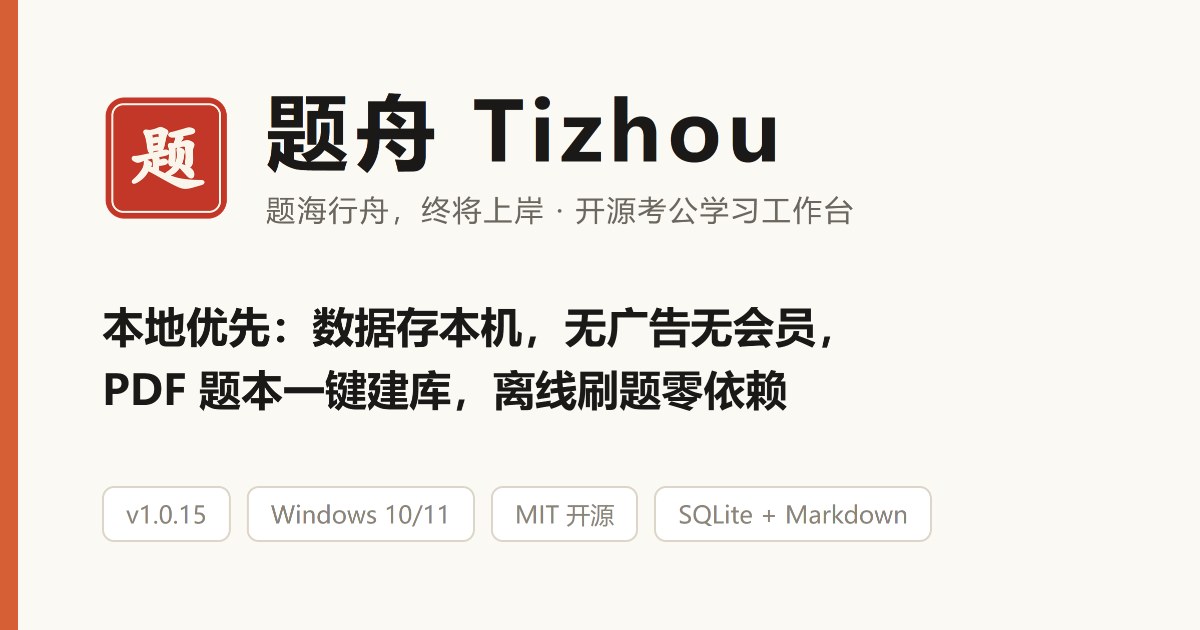 题
题舟 Tizhou
题海行舟，终将上岸 · 开源考公学习工作台
本地优先：数据存本机，无广告无会员，
PDF 题本一键建库，离线刷题零依赖
v1.0.15
Windows 10/11
MIT 开源
SQLite + Markdown